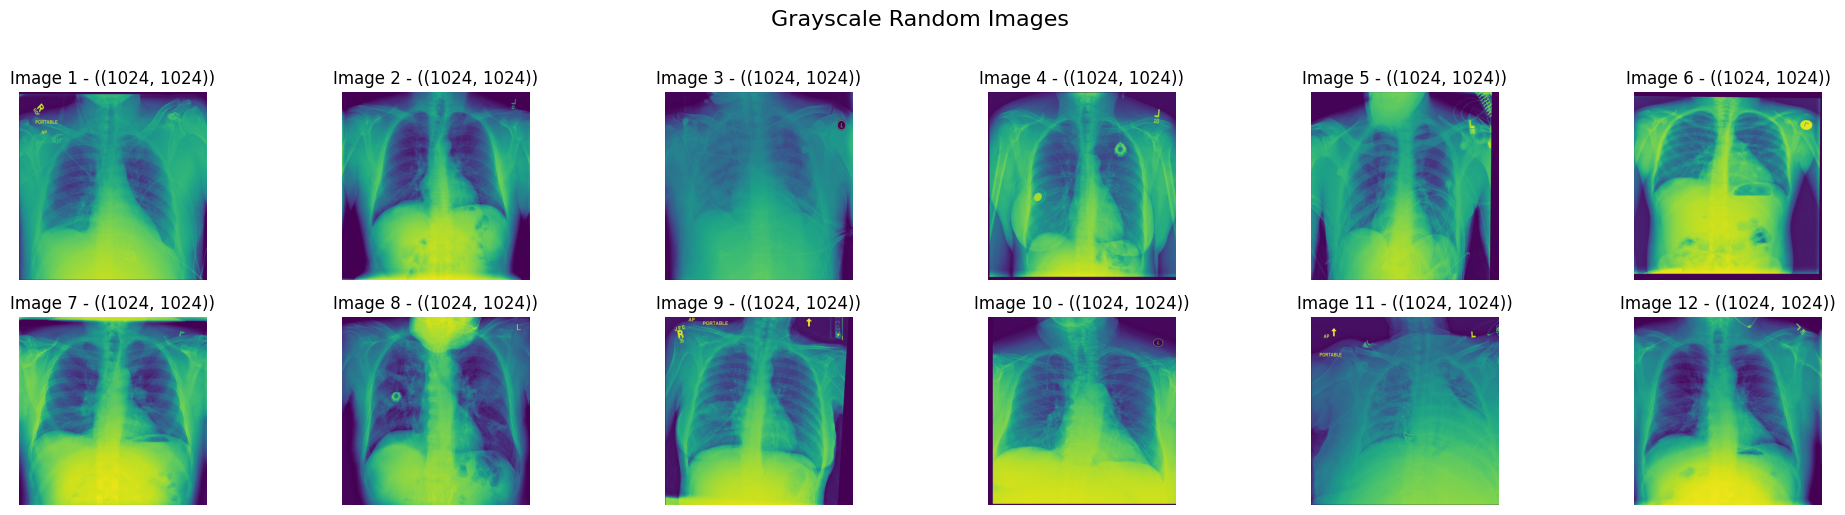 Grayscale Random Images
Image 1 - ((1024, 1024))
Image 2 - ((1024, 1024))
Image 3 - ((1024, 1024))
Image 4 - ((1024, 1024))
Image 5 - ((1024, 1024))
Image 6 - ((1024, 1024))
R
PORTABLE
AP
L
L
L
Image 7 - ((1024, 1024))
Image 8 - ((1024, 1024))
Image 9 - ((1024, 1024))
Image 10 - ((1024, 1024))
Image 11 - ((1024, 1024))
Image 12 - ((1024, 1024))
L
AP
PORTABLE
R
AP
PORTABLE
L